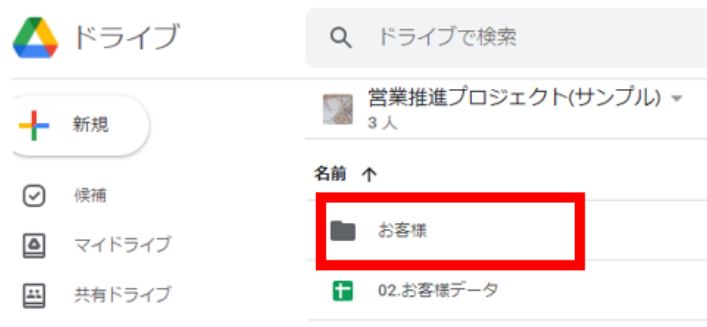 ドライブ
ドライブで検索
新規
候補
マイドライブ
共有ドライブ
営業推進プロジェクト(サンプル)
3 人
名前 ↑
お客様
02.お客様データ